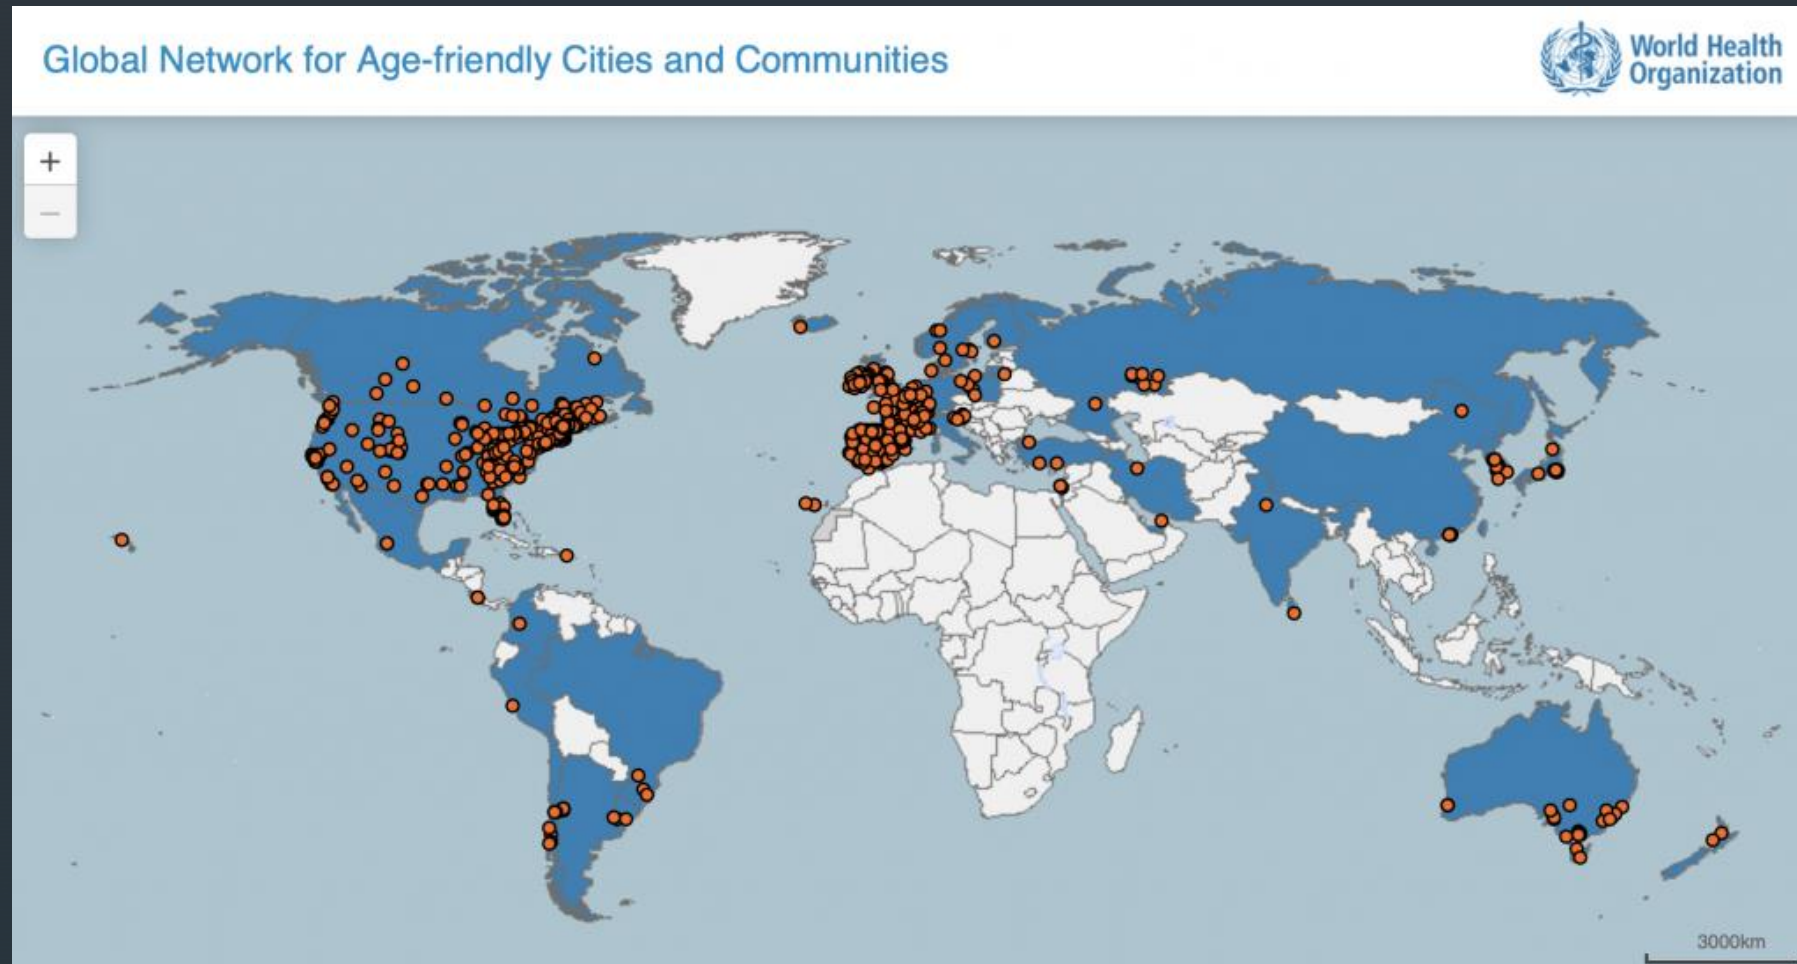 Global Network for Age-friendly Cities and Communities
World Health
Organization
+
−
3000km